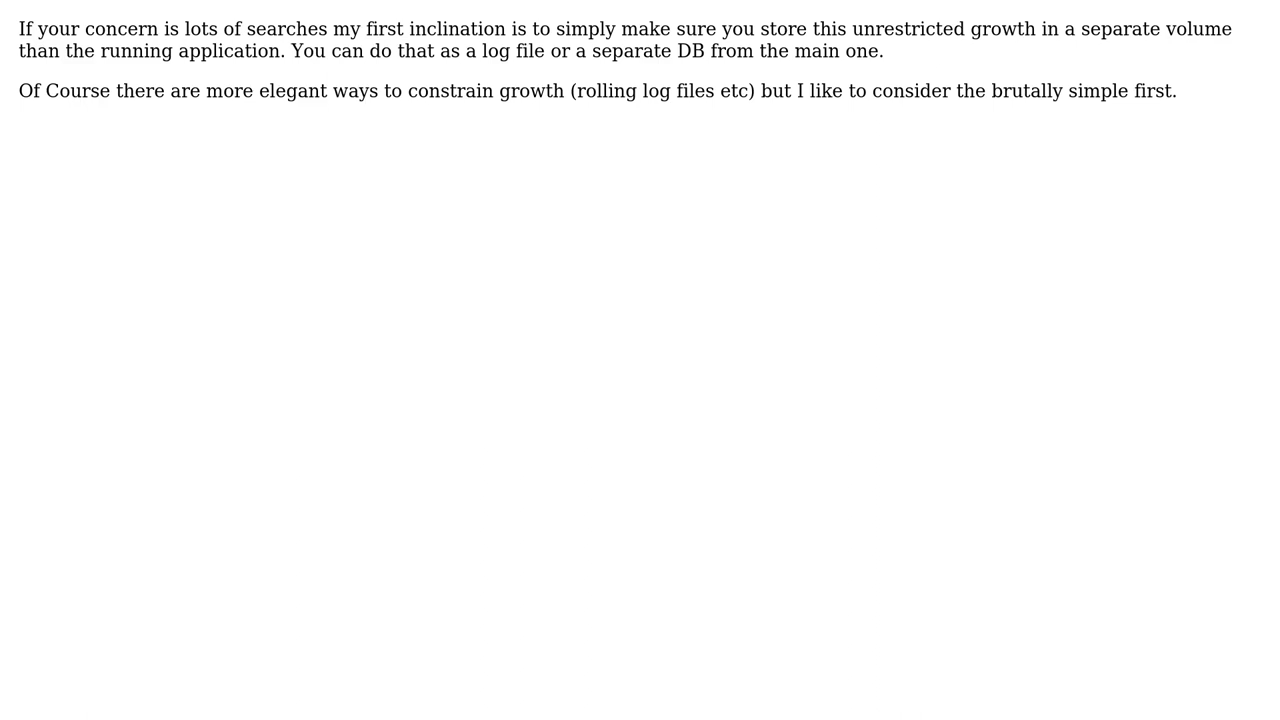 If your concern is lots of searches my first inclination is to simply make sure you store this unrestricted growth in a separate volume
than the running application. You can do that as a log file or a separate DB from the main one.
Of Course there are more elegant ways to constrain growth (rolling log files etc) but I like to consider the brutally simple first.